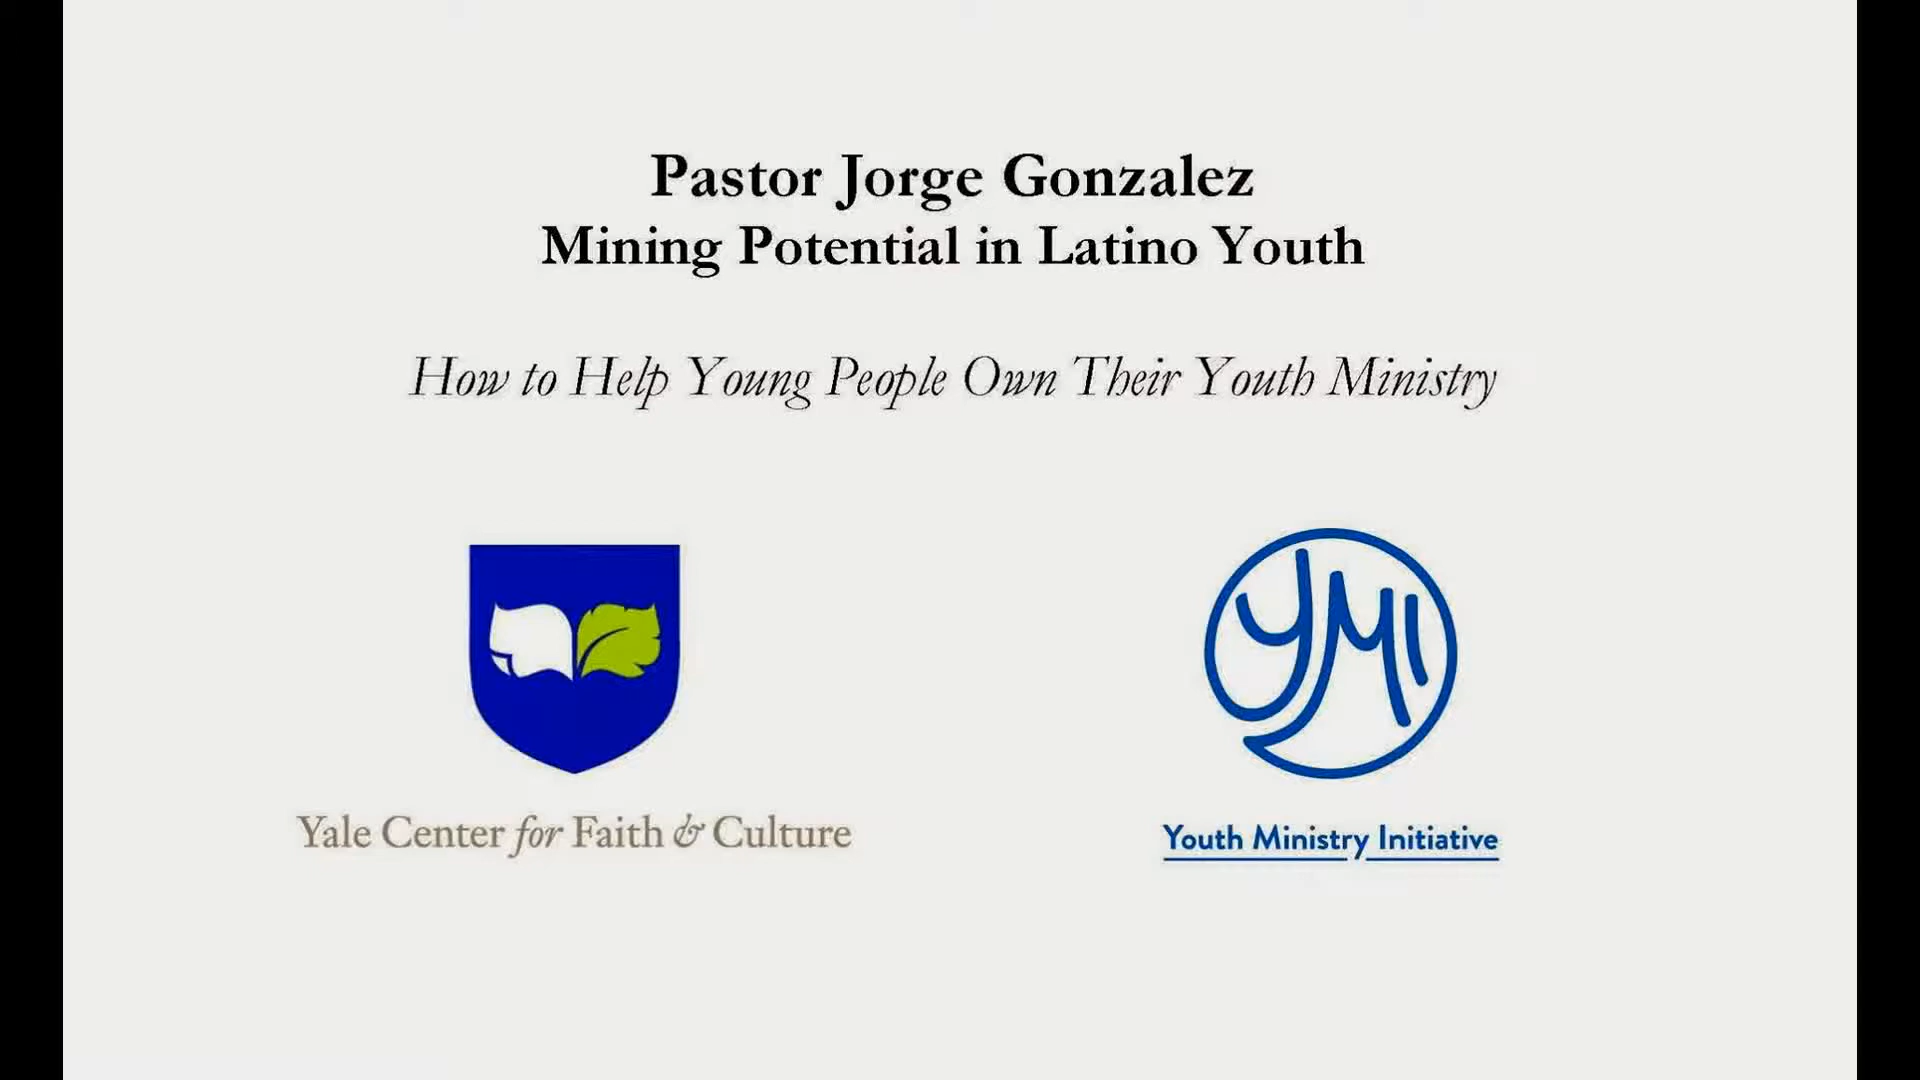 Pastor Jorge Gonzalez
Mining Potential in Latino Youth
How to Help Young People Own Their Youth Ministry
YMI
Yale Center for Faith & Culture
Youth Ministry Initiative